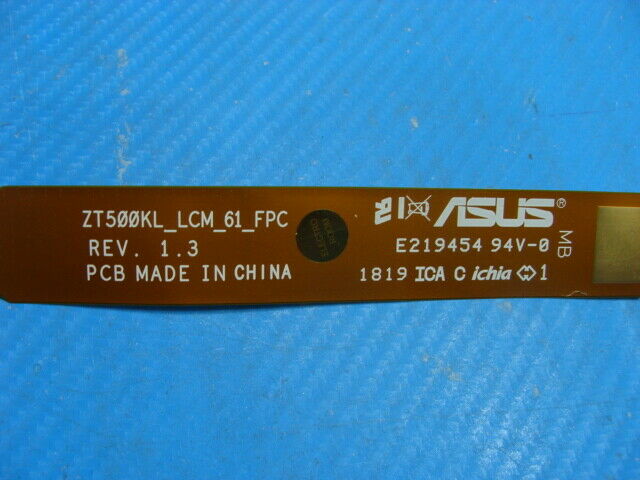 ZT500KL_LCM_61_FPC
REV. 1.3
PCB MADE IN CHINA
ASUS®
E219454 94V-0
1819 ICA C ichia 1
MB